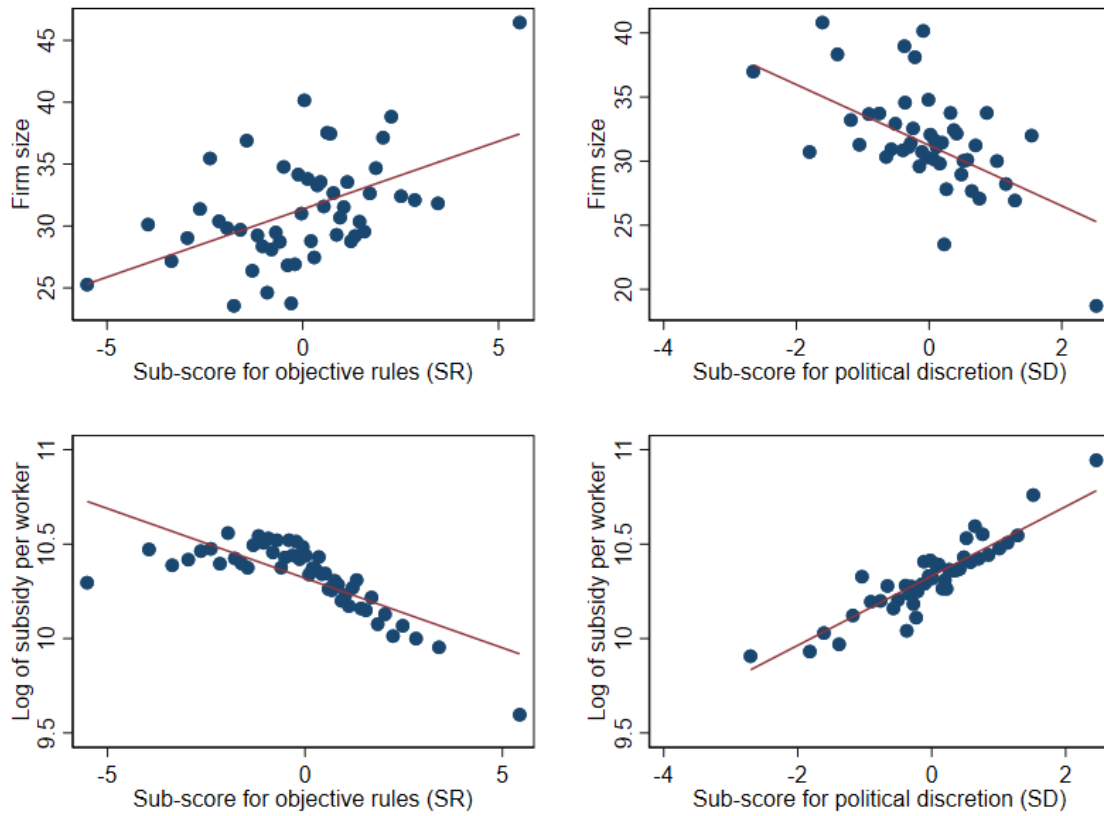 Firm size
45
40
35
30
25
-5 0 5
Sub-score for objective rules (SR)
Firm size
40
35
30
25
20
-4 -2 0 2
Sub-score for political discretion (SD)
Log of subsidy per worker
11
10.5
10
9.5
-5 0 5
Sub-score for objective rules (SR)
Log of subsidy per worker
11
10.5
10
9.5
-4 -2 0 2
Sub-score for political discretion (SD)